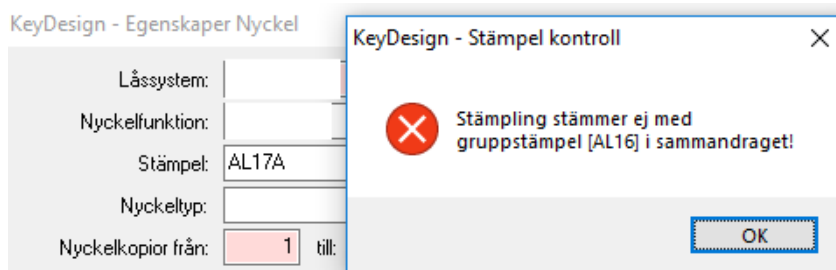 KeyDesign - Egenskaper Nyckel
Låssystem:
Nyckelfunktion:
Stämpel: AL17A
Nyckeltyp:
Nyckelkopior från: 1 till:
KeyDesign - Stämpel kontroll
Stämpling stämmer ej med
gruppstämpel [AL16] i sammandraget!
OK